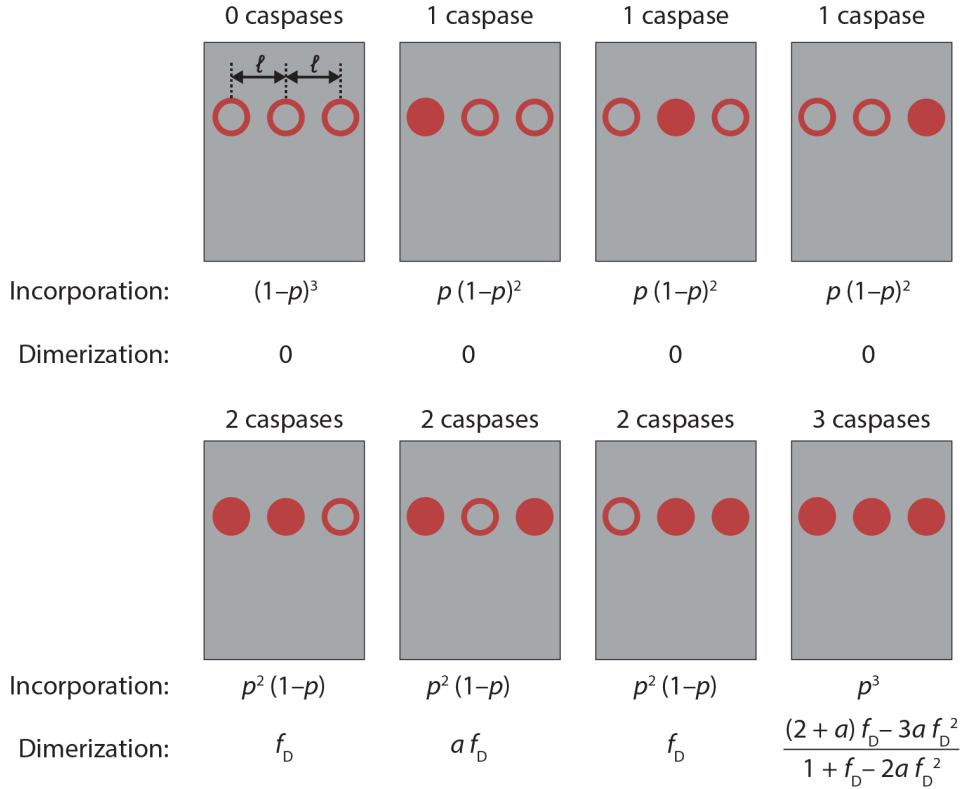 0 caspases 1 caspase 1 caspase 1 caspase
ℓ ℓ
Incorporation: (1–p)³ p (1–p)² p (1–p)² p (1–p)²
Dimerization: 0 0 0 0
2 caspases 2 caspases 2 caspases 3 caspases
Incorporation: p² (1–p) p² (1–p) p² (1–p) p³
Dimerization: f_D a f_D f_D (2 + a) f_D – 3a f_D²
1 + f_D – 2a f_D²